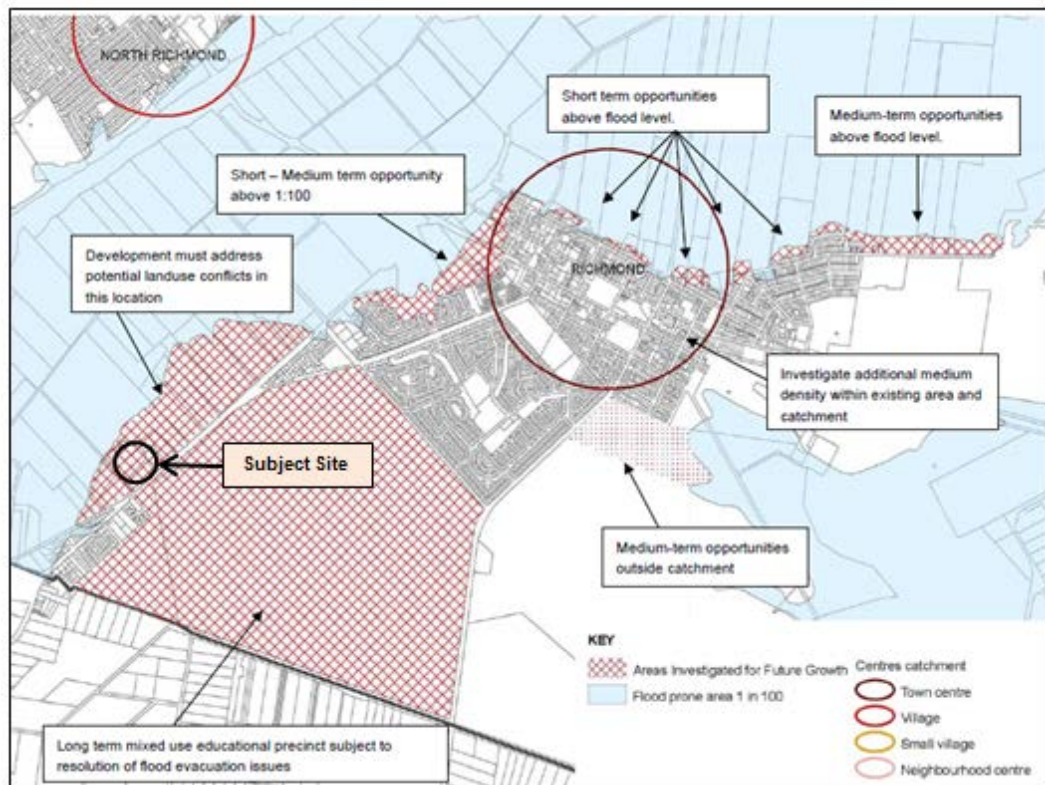 NORTH RICHMOND
Short term opportunities
above flood level.
Medium-term opportunities
above flood level.
Short – Medium term opportunity
above 1:100
Development must address
potential landuse conflicts in
this location
RICHMOND
Investigate additional medium
density within existing area and
catchment
Subject Site
Medium-term opportunities
outside catchment
Long term mixed use educational precinct subject to
resolution of flood evacuation issues
KEY
Areas Investigated for Future Growth
Flood prone area 1 in 100
Centres catchment
Town centre
Village
Small village
Neighbourhood centre